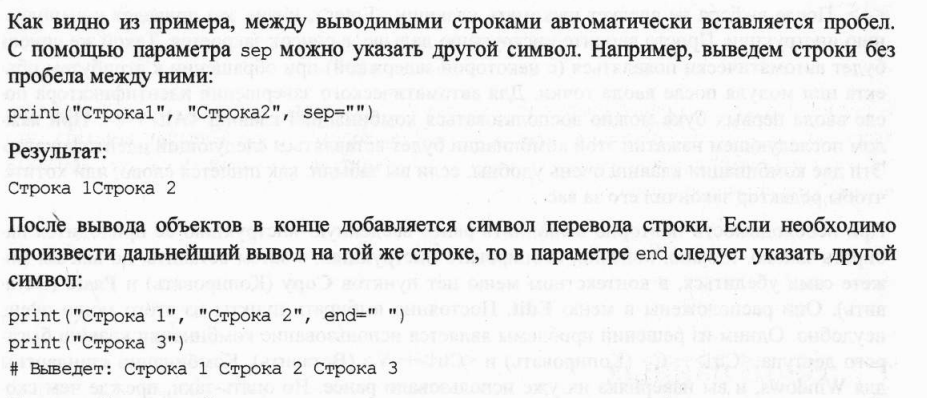 Как видно из примера, между выводимыми строками автоматически вставляется пробел.
С помощью параметра sep можно указать другой символ. Например, выведем строки без
пробела между ними:
print("Строка1", "Строка2", sep="")
Результат:
Строка 1Строка 2
После вывода объектов в конце добавляется символ перевода строки. Если необходимо
произвести дальнейший вывод на той же строке, то в параметре end следует указать другой
символ:
print("Строка 1", "Строка 2", end=" ")
print("Строка 3")
# Выведет: Строка 1 Строка 2 Строка 3